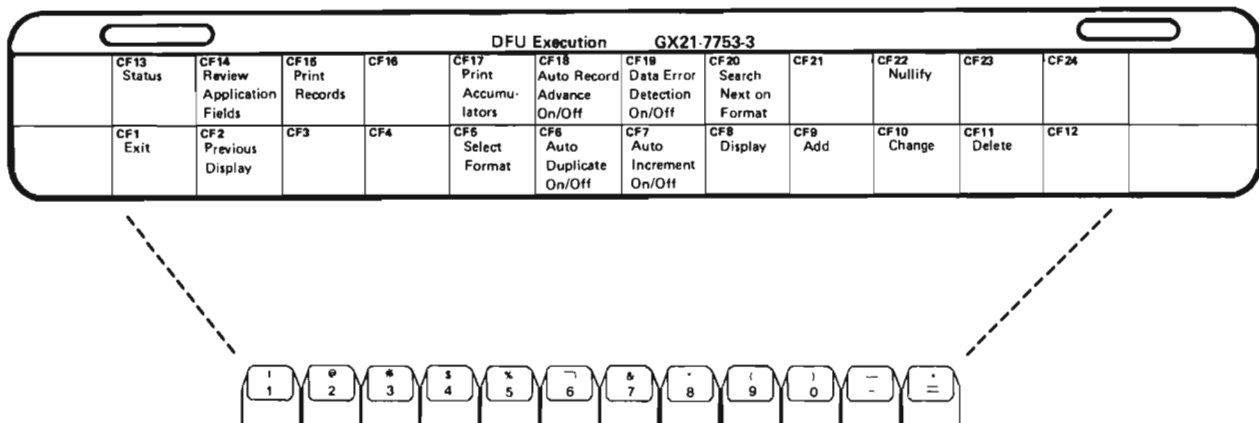 DFU Execution GX21-7753-3
CF13 CF14 CF15 CF16 CF17 CF18 CF19 CF20 CF21 CF22 CF23 CF24
Status Review Print Print Auto Record Data Error Search Nullify
Application Records Accumu- Advance Detection Next on
Fields lators On/Off On/Off Format
CF1 CF2 CF3 CF4 CF5 CF6 CF7 CF8 CF9 CF10 CF11 CF12
Exit Previous Select Auto Auto Display Add Change Delete
Display Format Duplicate Increment
On/Off On/Off
@ # $ % ¬ & ( )
1 2 3 4 5 6 7 8 9 0 - =